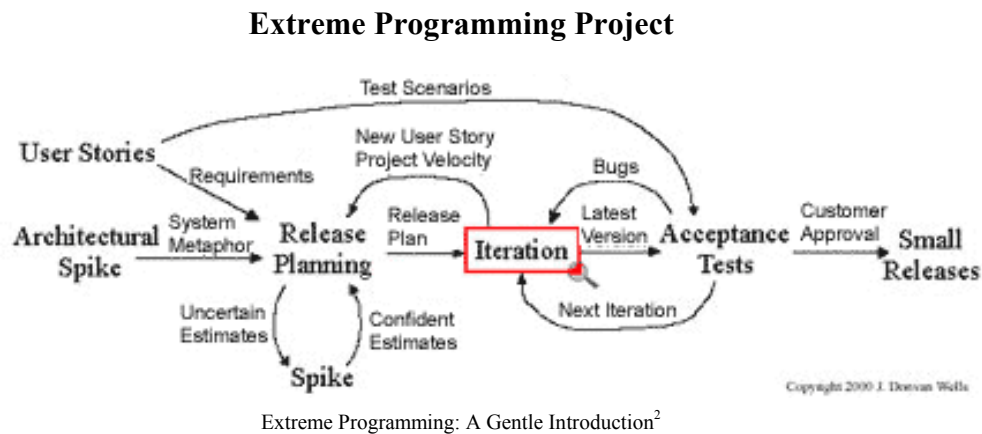 Extreme Programming Project
Test Scenarios
User Stories
New User Story
Project Velocity
Bugs
Requirements
Architectural
Spike
System
Metaphor
Release
Planning
Release
Plan
Iteration
Latest
Version
Acceptance
Tests
Customer
Approval
Small
Releases
Next Iteration
Uncertain
Estimates
Confident
Estimates
Spike
Copyright 2000 J. Donvan Wells
Extreme Programming: A Gentle Introduction²